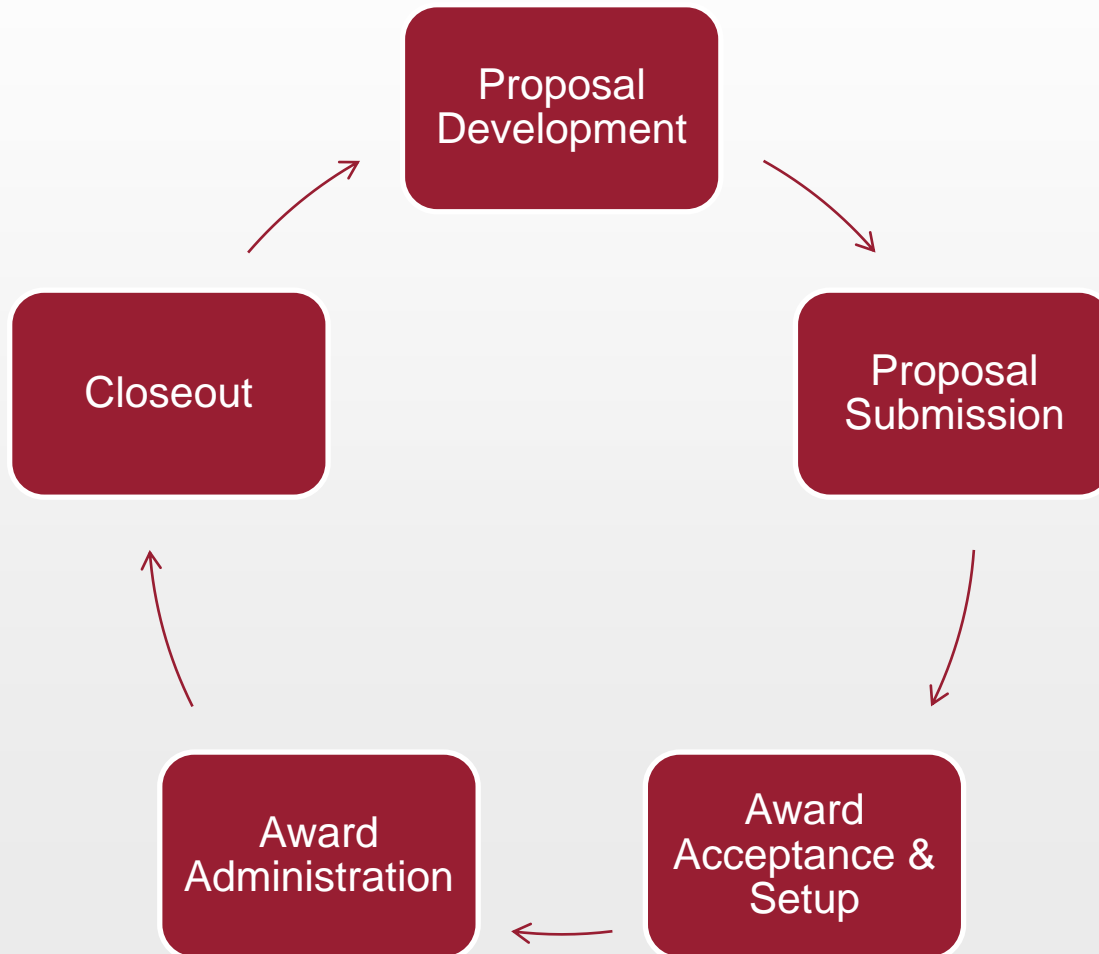 Proposal
Development
Proposal
Submission
Award
Acceptance &
Setup
Award
Administration
Closeout